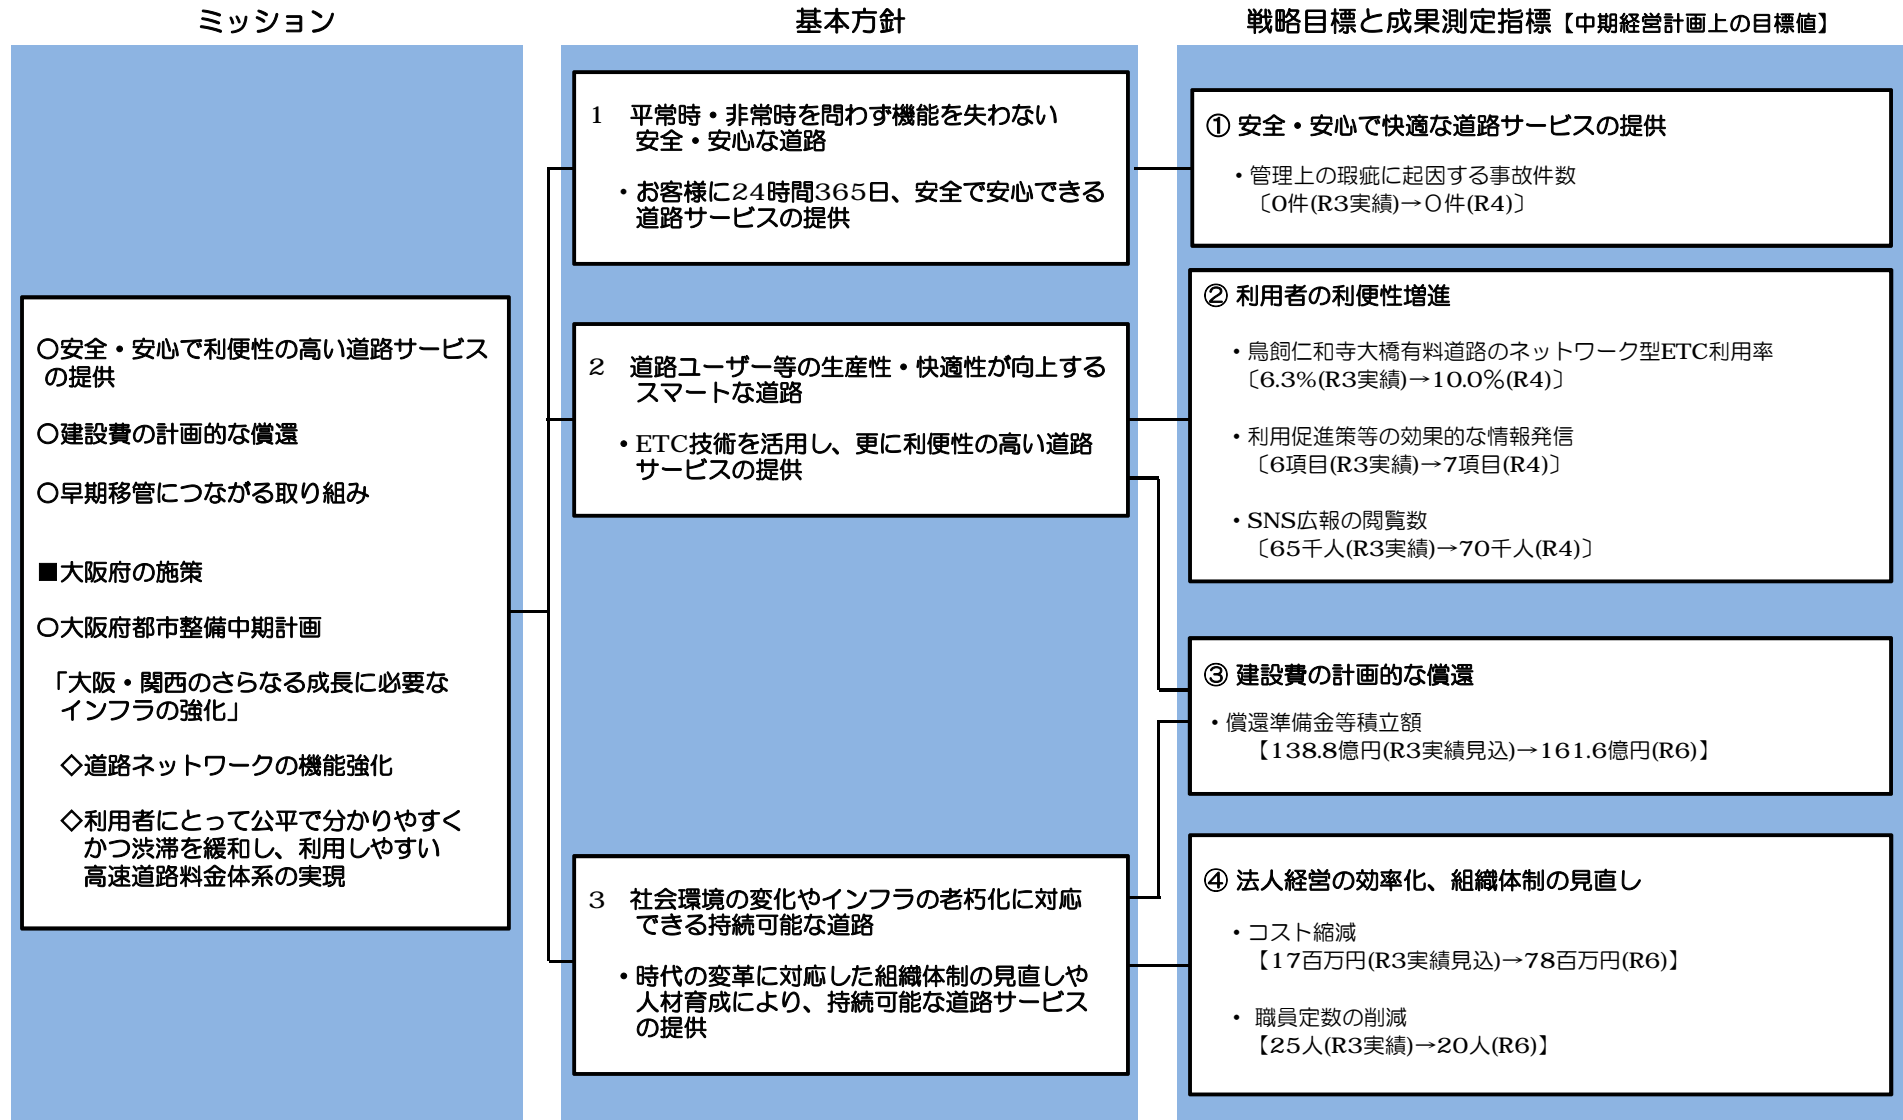 ミッション
○安全・安心で利便性の高い道路サービス
の提供
○建設費の計画的な償還
○早期移管につながる取り組み
■大阪府の施策
○大阪府都市整備中期計画
「大阪・関西のさらなる成長に必要な
インフラの強化」
◇道路ネットワークの機能強化
◇利用者にとって公平で分かりやすく
かつ渋滞を緩和し、利用しやすい
高速道路料金体系の実現
基本方針
1 平常時・非常時を問わず機能を失わない
安全・安心な道路
・お客様に24時間365日、安全で安心できる
道路サービスの提供
2 道路ユーザー等の生産性・快適性が向上する
スマートな道路
・ETC技術を活用し、更に利便性の高い道路
サービスの提供
3 社会環境の変化やインフラの老朽化に対応
できる持続可能な道路
・時代の変革に対応した組織体制の見直しや
人材育成により、持続可能な道路サービス
の提供
戦略目標と成果測定指標【中期経営計画上の目標値】
① 安全・安心で快適な道路サービスの提供
・管理上の瑕疵に起因する事故件数
〔0件(R3実績)→０件(R4)〕
② 利用者の利便性増進
・鳥飼仁和寺大橋有料道路のネットワーク型ETC利用率
〔6.3%(R3実績)→10.0％(R4)〕
・利用促進策等の効果的な情報発信
〔6項目(R3実績)→7項目(R4)〕
・SNS広報の閲覧数
〔65千人(R3実績)→70千人(R4)〕
③ 建設費の計画的な償還
・償還準備金等積立額
【138.8億円(R3実績見込)→161.6億円(R6)】
④ 法人経営の効率化、組織体制の見直し
・コスト縮減
【17百万円(R3実績見込)→78百万円(R6)】
・ 職員定数の削減
【25人(R3実績)→20人(R6)】